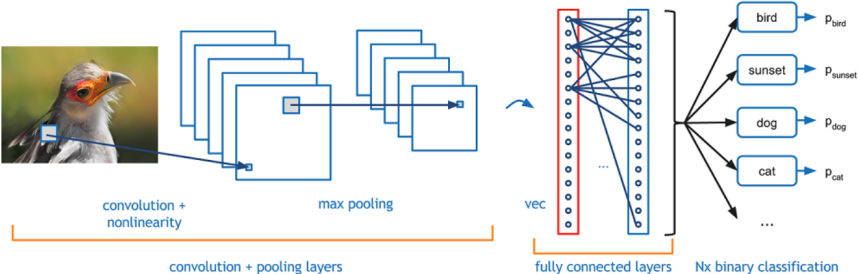 bird
p_bird
sunset
p_sunset
dog
p_dog
cat
p_cat
...
...
convolution +
nonlinearity
max pooling
vec
convolution + pooling layers
fully connected layers
Nx binary classification